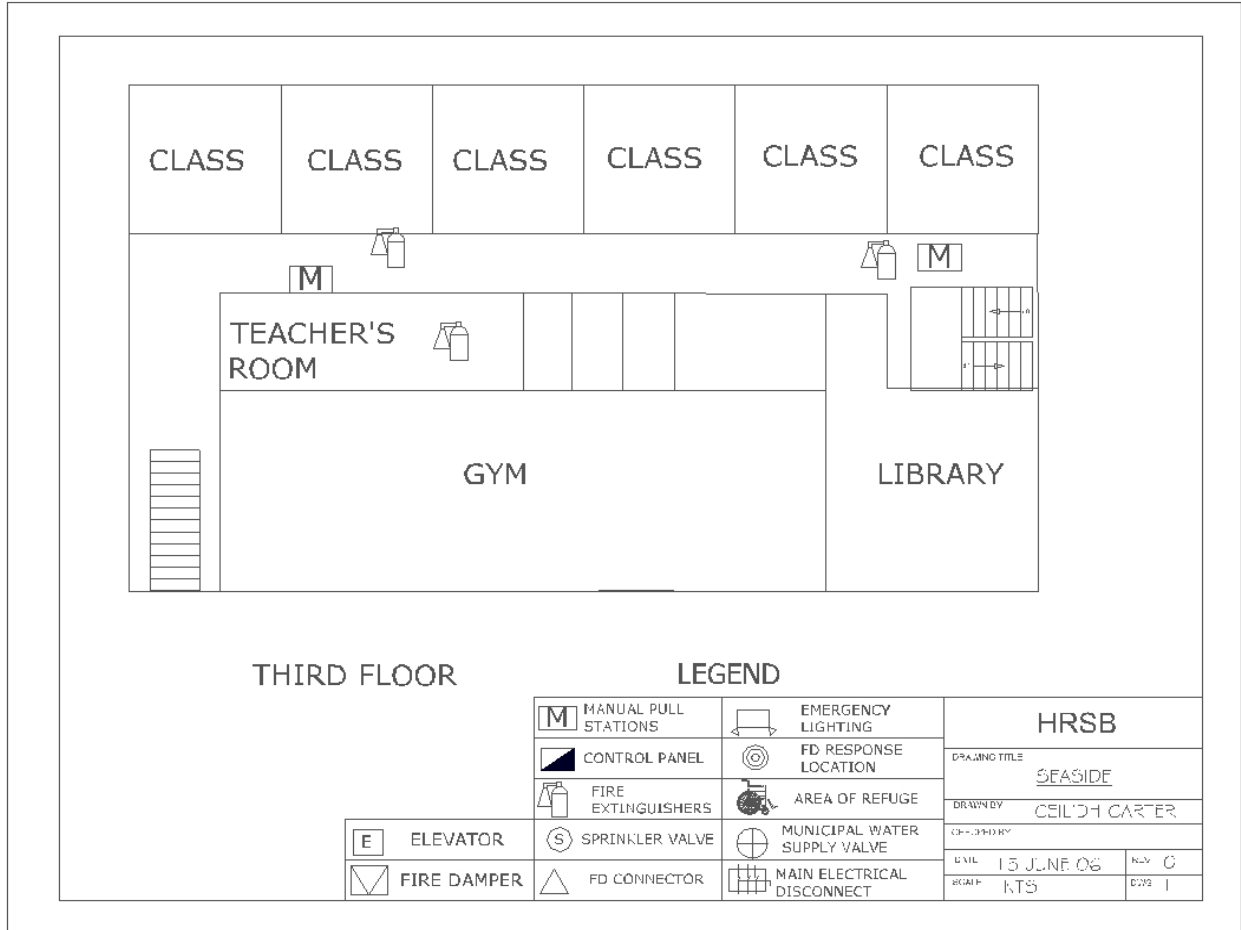 CLASS CLASS CLASS CLASS CLASS CLASS
M
M
TEACHER'S
ROOM
GYM
LIBRARY
THIRD FLOOR
LEGEND
M MANUAL PULL
STATIONS
EMERGENCY
LIGHTING
CONTROL PANEL
FD RESPONSE
LOCATION
FIRE
EXTINGUISHERS
AREA OF REFUGE
E ELEVATOR
S SPRINKLER VALVE
MUNICIPAL WATER
SUPPLY VALVE
FIRE DAMPER
FD CONNECTOR
MAIN ELECTRICAL
DISCONNECT
HRSB
DRAWING TITLE
SEASIDE
DRAWN BY
CEILIDH CARTER
CHECKED BY
DATE JUNE 06
REV 0
SCALE NTS
DWG 1